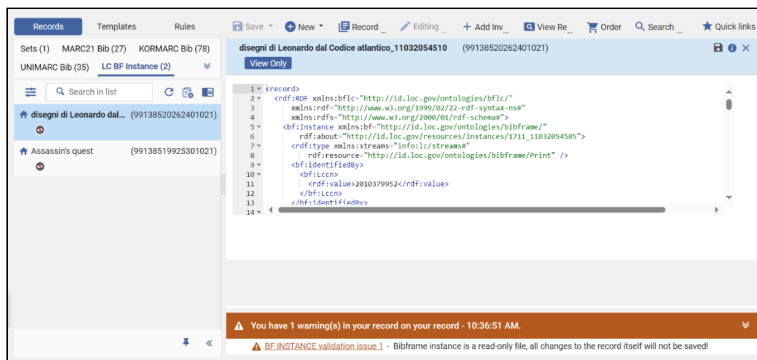 Records Templates Rules
Save New Record _ Editing _ + Add Inv_ View Re_ Order Search _ Quick links
Sets (1) MARC21 Bib (27) KORMARC Bib (78)
UNIMARC Bib (35) LC BF Instance (2)
Search in list
disegni di Leonardo dal... (99138520262401021)
Assassin's quest (99138519925301021)
disegni di Leonardo dal Codice atlantico_11032054510 (99138520262401021)
View Only
1 <record>
2 <rdf:RDF xmlns:bflc="http://id.loc.gov/ontologies/bflc/"
3 xmlns:rdf="http://www.w3.org/1999/02/22-rdf-syntax-ns#"
4 xmlns:rdfs="http://www.w3.org/2000/01/rdf-schema#">
5 <bf:Instance xmlns:bf="http://id.loc.gov/ontologies/bibframe/"
6 rdf:about="http://id.loc.gov/resources/instances/1711_11032054505">
7 <rdf:type xmlns:streams="info:lc/streams#"
8 rdf:resource="http://id.loc.gov/ontologies/bibframe/Print" />
9 <bf:identifiedBy>
10 <bf:Lccn>
11 <rdf:value>2010379952</rdf:value>
12 </bf:Lccn>
13 </bf:identifiedBy>
14
You have 1 warning(s) in your record on your record - 10:36:51 AM.
BF INSTANCE validation issue 1 - Bibframe instance is a read-only file, all changes to the record itself will not be saved!